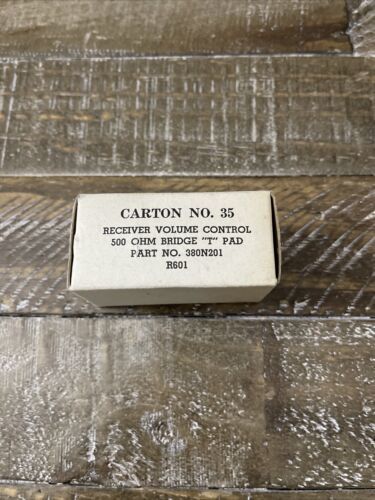 CARTON NO. 35
RECEIVER VOLUME CONTROL
500 OHM BRIDGE "T" PAD
PART NO. 380N201
R601